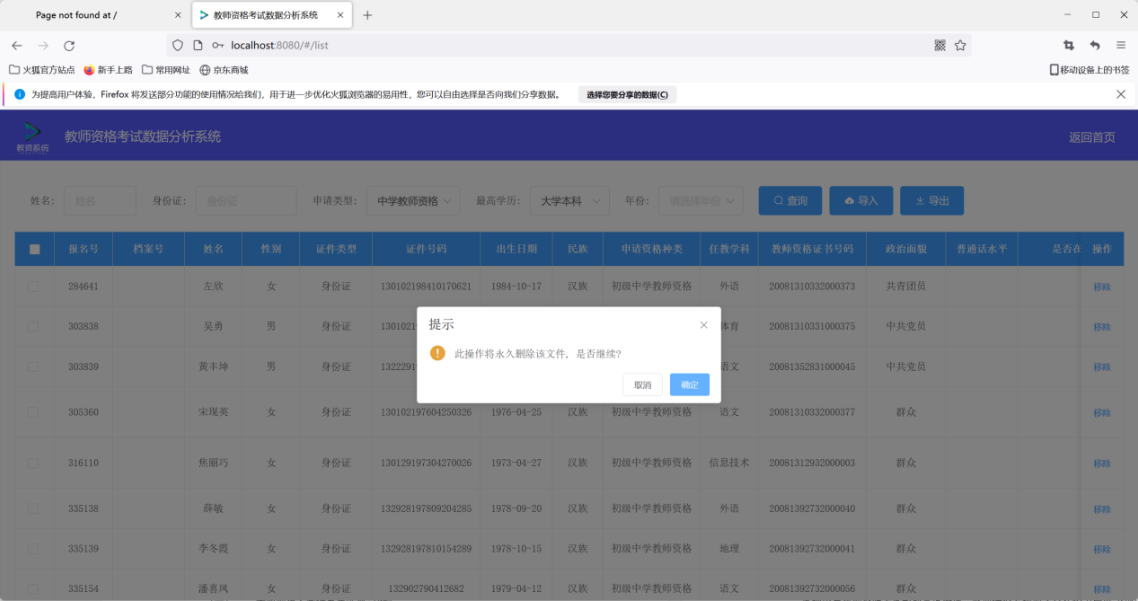 Page not found at /
教师资格考试数据分析系统
localhost:8080/#/list
火狐官方站点 新手上路 常用网址 京东商城 移动设备上的书签
为提高用户体验，Firefox 将发送部分功能的使用情况给我们，用于进一步优化火狐浏览器的易用性，您可以自由选择是否向我们分享数据。 选择您要分享的数据(C)
教资系统 教师资格考试数据分析系统 返回首页
姓名: 姓名 身份证: 身份证 申请类型: 中学教师资格 最高学历: 大学本科 年份: 请选择年份 查询 导入 导出
报名号 档案号 姓名 性别 证件类型 证件号码 出生日期 民族 申请资格种类 任教学科 教师资格证书号码 政治面貌 普通话水平 是否在 操作
284641 左欣 女 身份证 130102198410170621 1984-10-17 汉族 初级中学教师资格 外语 20081310332000373 共青团员 移除
303838 吴勇 男 身份证 1301021 体育 20081310331000375 中共党员 移除
303839 黄丰坤 男 身份证 1322291 语文 20081352831000045 中共党员 移除
提示
此操作将永久删除该文件, 是否继续?
取消 确定
305360 宋现英 女 身份证 130102197604250326 1976-04-25 汉族 初级中学教师资格 语文 20081310332000377 群众 移除
316110 焦丽巧 女 身份证 130129197304270026 1973-04-27 汉族 初级中学教师资格 信息技术 20081312932000003 群众 移除
335138 薛敏 女 身份证 132928197809204285 1978-09-20 汉族 初级中学教师资格 外语 20081392732000040 群众 移除
335139 李冬霞 女 身份证 132928197810154289 1978-10-15 汉族 初级中学教师资格 地理 20081392732000041 群众 移除
335154 潘喜凤 女 身份证 132902790412682 1979-04-12 汉族 初级中学教师资格 语文 20081392732000056 群众 移除